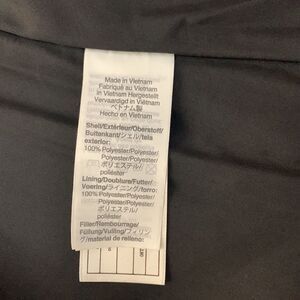 Made in Vietnam
Fabriqué au Vietnam
in Vietnam Hergestellt
Vervaardigd in Vietnam
ベトナム製
Hecho en Vietnam
Shell/Extérieur/Oberstoff/
Buitenkant/シェル/tela
exterior:
100% Polyester/Polyester/
Polyester/Polyester/
ポリエステル/
poliéster
Lining/Doublure/Futter/
Voering/ライニング/forro:
100% Polyester/Polyester/
Polyester/Polyester/
ポリエステル/
poliéster
Filler/Rembourrage/
Füllung/Vulling/フィリン
グ/material de relleno: